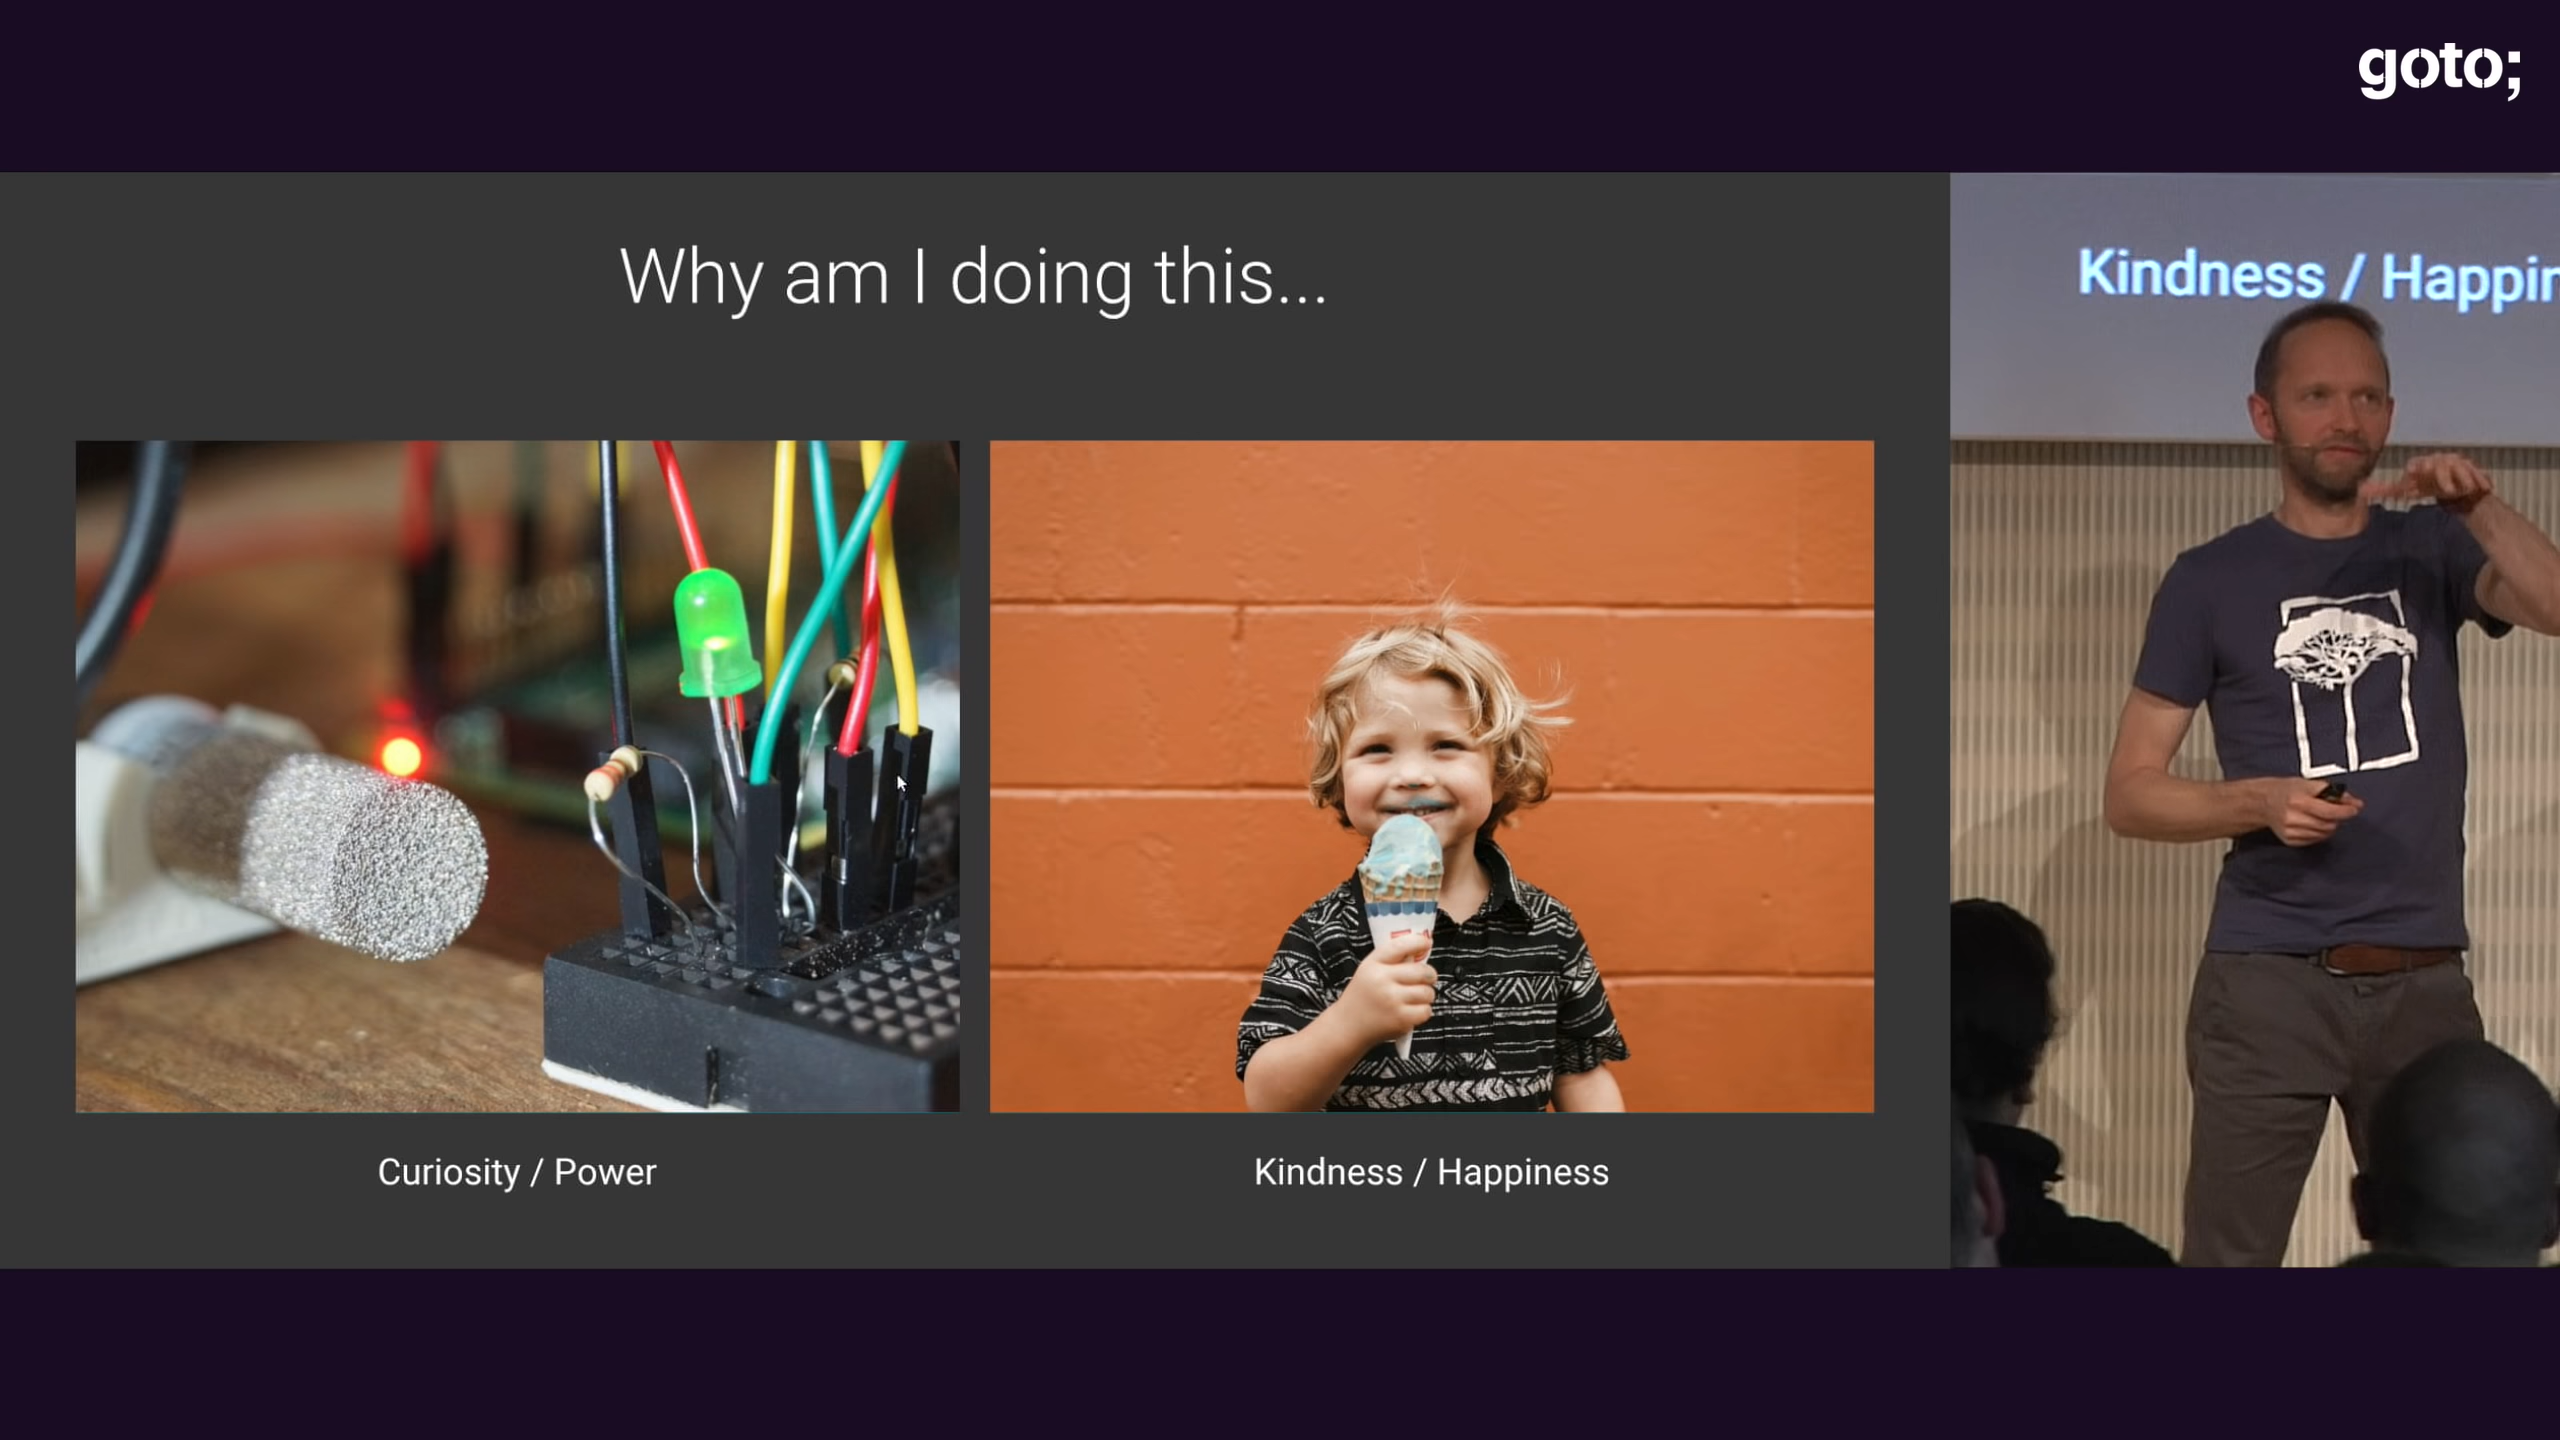 goto;
Why am I doing this...
Kindness / Happin
Curiosity / Power
Kindness / Happiness